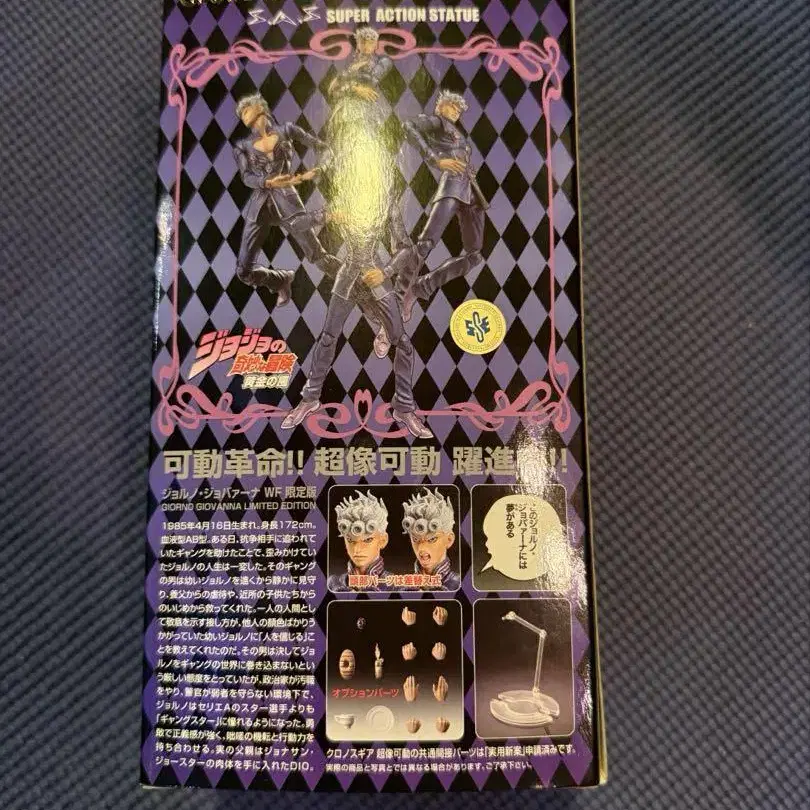 S.A.S SUPER ACTION STATUE
ジョジョの
奇妙な冒険
黄金の風
可動革命!! 超像可動 躍進
ジョルノ・ジョバァーナ WF 限定版
GIORNO GIOVANNA LIMITED EDITION
1985年4月16日生まれ。身長172cm。
血液型AB型。ある日、抗争相手に追われて
いたギャングを助けたことで、歪みかけてい
たジョルノの人生は一変した。そのギャング
の男は幼いジョルノを遠くから静かに見守
り、養父からの虐待や、近所の子供たちから
のいじめから救ってくれた。一人の人間とし
て敬意を示す接し方が、他人の顔色ばかりう
かがっていた幼いジョルノに「人を信じる」こ
とを教えてくれたのだ。その男は決してジョ
ルノをギャングの世界に巻き込まないとい
う厳しい態度をとっていたが、政治家が汚職
をやり、警官が弱者を守らない環境下で、
ジョルノはセリエAのスター選手よりも
「ギャングスター」に憧れるようになった。勇
敢で正義感が強く、咄嗟の機転と行動力を
持ち合わせる。実の父親はジョナサン・
ジョースターの肉体を手に入れたDIO。
頭部パーツは差替え式
このジョルノ・
ジョバァーナには
夢がある
オプションパーツ
クロノスギア 超像可動の共通関節パーツは「実用新案」申請済みです。
実際の商品と写真とでは異なる場合があります、ご了承下さい。